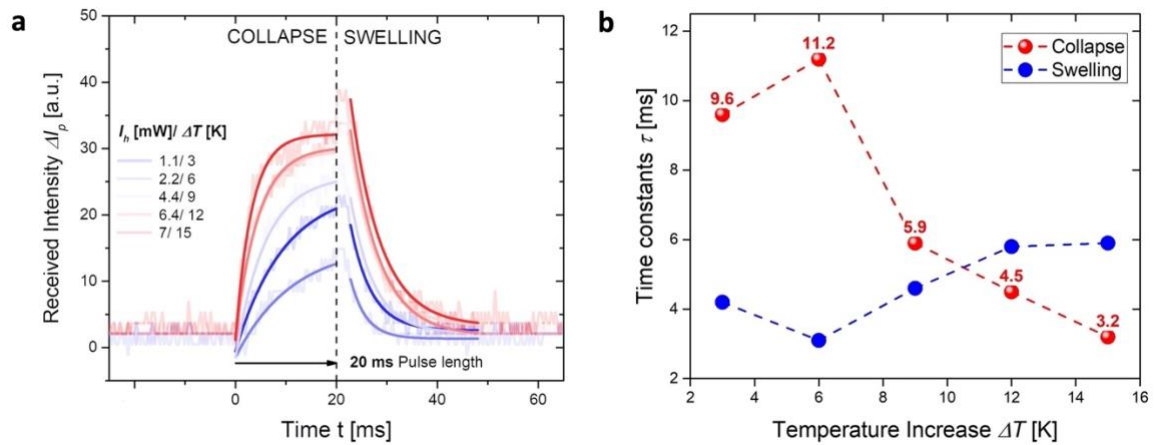 a
50
40
30
20
10
0
Received Intensity ΔIp [a.u.]
COLLAPSE SWELLING
Ih [mW]/ ΔT [K]
1.1/ 3
2.2/ 6
4.4/ 9
6.4/ 12
7/ 15
20 ms Pulse length
0 20 40 60
Time t [ms]
b
12
10
8
6
4
2
Time constants τ [ms]
Collapse
Swelling
9.6
11.2
5.9
4.5
3.2
2 4 6 8 10 12 14 16
Temperature Increase ΔT [K]